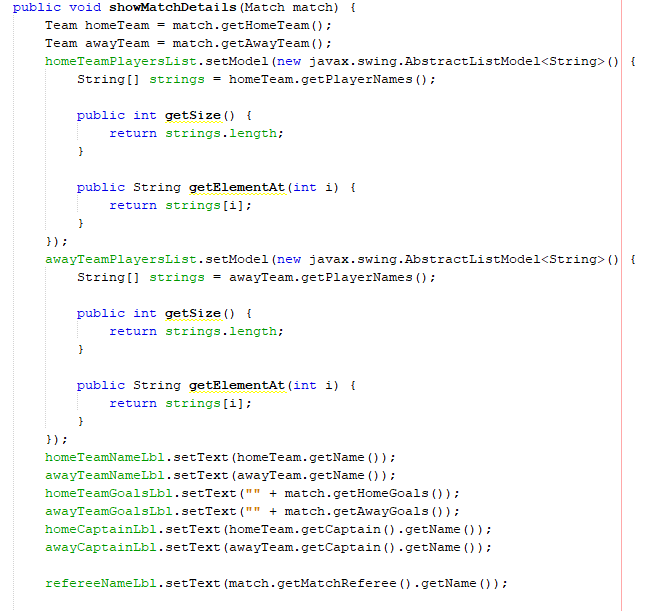 public void showMatchDetails(Match match) {
    Team homeTeam = match.getHomeTeam();
    Team awayTeam = match.getAwayTeam();
    homeTeamPlayersList.setModel(new javax.swing.AbstractListModel<String>() {
        String[] strings = homeTeam.getPlayerNames();

        public int getSize() {
            return strings.length;
        }

        public String getElementAt(int i) {
            return strings[i];
        }
    });
    awayTeamPlayersList.setModel(new javax.swing.AbstractListModel<String>() {
        String[] strings = awayTeam.getPlayerNames();

        public int getSize() {
            return strings.length;
        }

        public String getElementAt(int i) {
            return strings[i];
        }
    });
    homeTeamNameLbl.setText(homeTeam.getName());
    awayTeamNameLbl.setText(awayTeam.getName());
    homeTeamGoalsLbl.setText("" + match.getHomeGoals());
    awayTeamGoalsLbl.setText("" + match.getAwayGoals());
    homeCaptainLbl.setText(homeTeam.getCaptain().getName());
    awayCaptainLbl.setText(awayTeam.getCaptain().getName());

    refereeNameLbl.setText(match.getMatchReferee().getName());